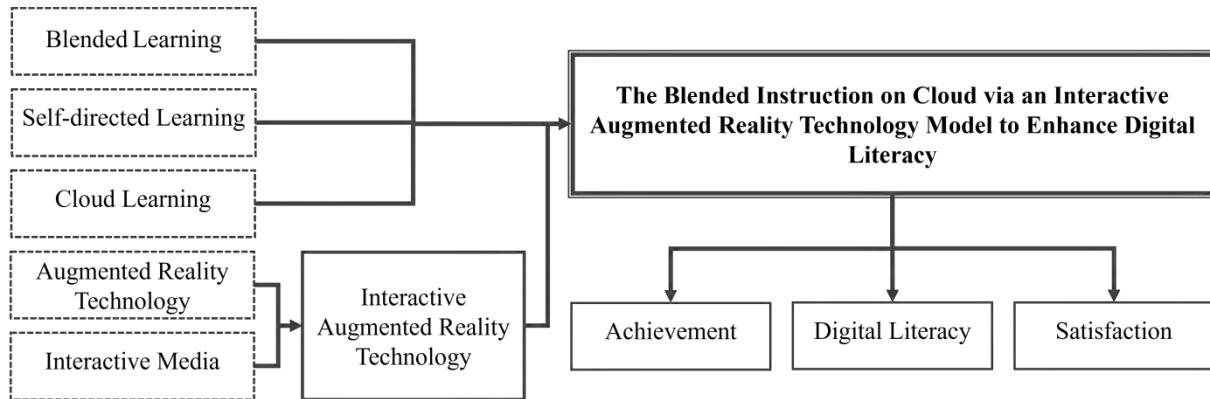 Blended Learning
Self-directed Learning
Cloud Learning
Augmented Reality
Technology
Interactive Media
Interactive
Augmented Reality
Technology
The Blended Instruction on Cloud via an Interactive
Augmented Reality Technology Model to Enhance Digital
Literacy
Achievement
Digital Literacy
Satisfaction